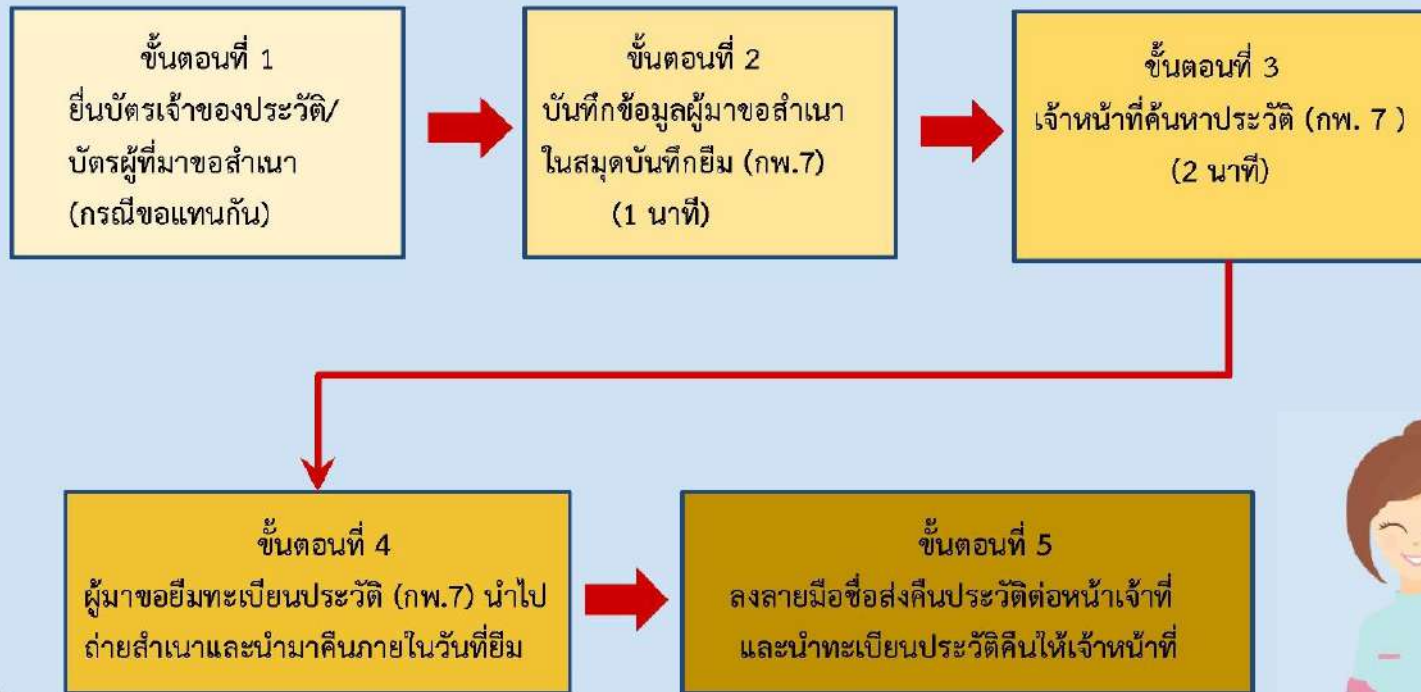 ขั้นตอนที่ 1
ยื่นบัตรเจ้าของประวัติ/
บัตรผู้ที่มาขอสำเนา
(กรณีขอแทนกัน)
ขั้นตอนที่ 2
บันทึกข้อมูลผู้มาขอสำเนา
ในสมุดบันทึกยืม (กพ.7)
(1 นาที)
ขั้นตอนที่ 3
เจ้าหน้าที่ค้นหาประวัติ (กพ. 7 )
(2 นาที)
ขั้นตอนที่ 4
ผู้มาขอยืมทะเบียนประวัติ (กพ.7) นำไป
ถ่ายสำเนาและนำมาคืนภายในวันที่ยืม
ขั้นตอนที่ 5
ลงลายมือชื่อส่งคืนประวัติต่อหน้าเจ้าที่
และนำทะเบียนประวัติคืนให้เจ้าหน้าที่